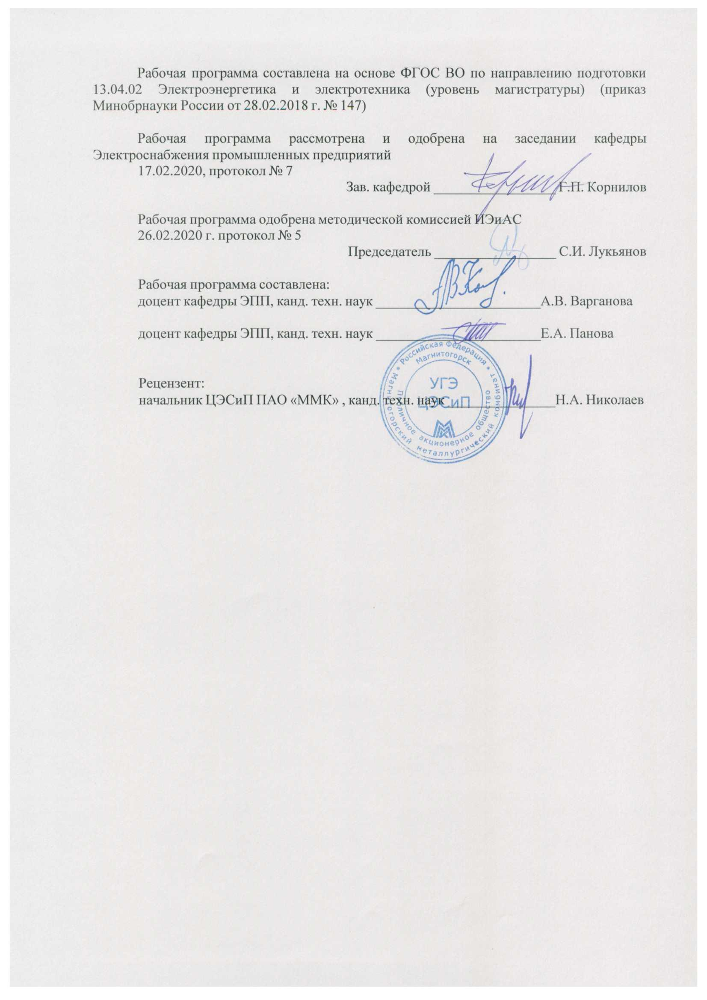 Рабочая программа составлена на основе ФГОС ВО по направлению подготовки
13.04.02 Электроэнергетика и электротехника (уровень магистратуры) (приказ
Минобрнауки России от 28.02.2018 г. № 147)
Рабочая программа рассмотрена и одобрена на заседании кафедры
Электроснабжения промышленных предприятий
17.02.2020, протокол № 7
Зав. кафедрой ____________________Г.П. Корнилов
Рабочая программа одобрена методической комиссией ИЭиАС
26.02.2020 г. протокол № 5
Председатель ____________________ С.И. Лукьянов
Рабочая программа составлена:
доцент кафедры ЭПП, канд. техн. наук ___________________________А.В. Варганова
доцент кафедры ЭПП, канд. техн. наук ___________________________Е.А. Панова
Рецензент:
начальник ЦЭСиП ПАО «ММК» , канд. техн. наук __________________Н.А. Николаев
* Российская Федерация *
Магнитогорск
Магнитогорский металлургический комбинат
Публичное акционерное общество
УГЭ
ЦЭСиП